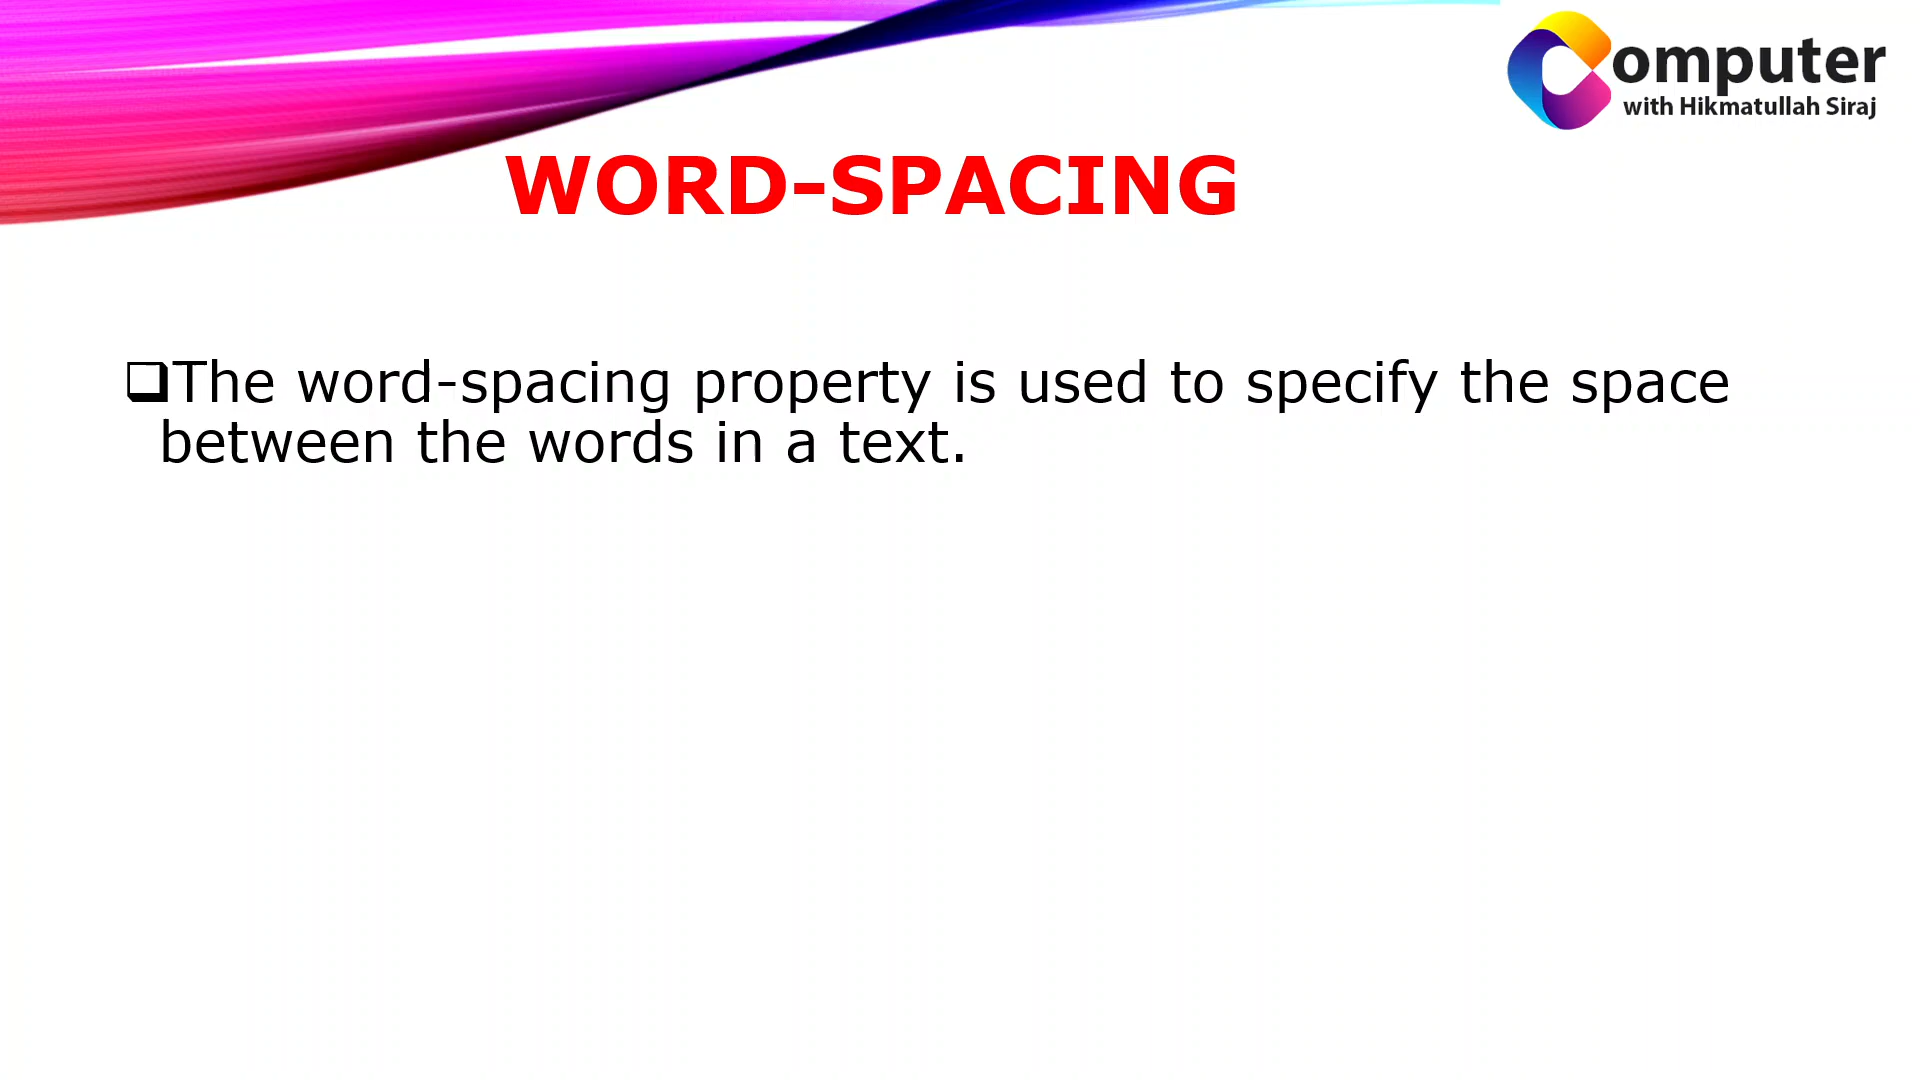 omputer
with Hikmatullah Siraj
WORD-SPACING
❑The word-spacing property is used to specify the space
between the words in a text.